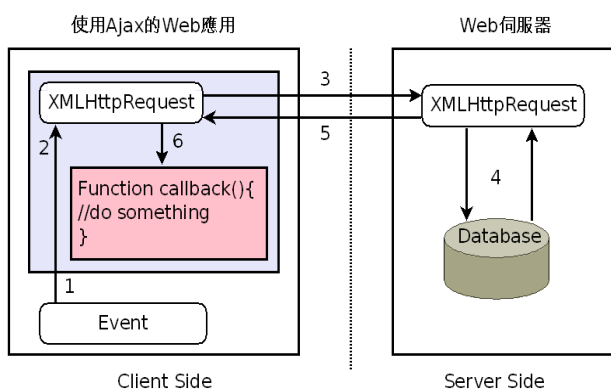 使用Ajax的Web應用
Web伺服器
XMLHttpRequest
3
XMLHttpRequest
5
2
6
Function callback(){
//do something
}
4
Database
1
Event
Client Side
Server Side